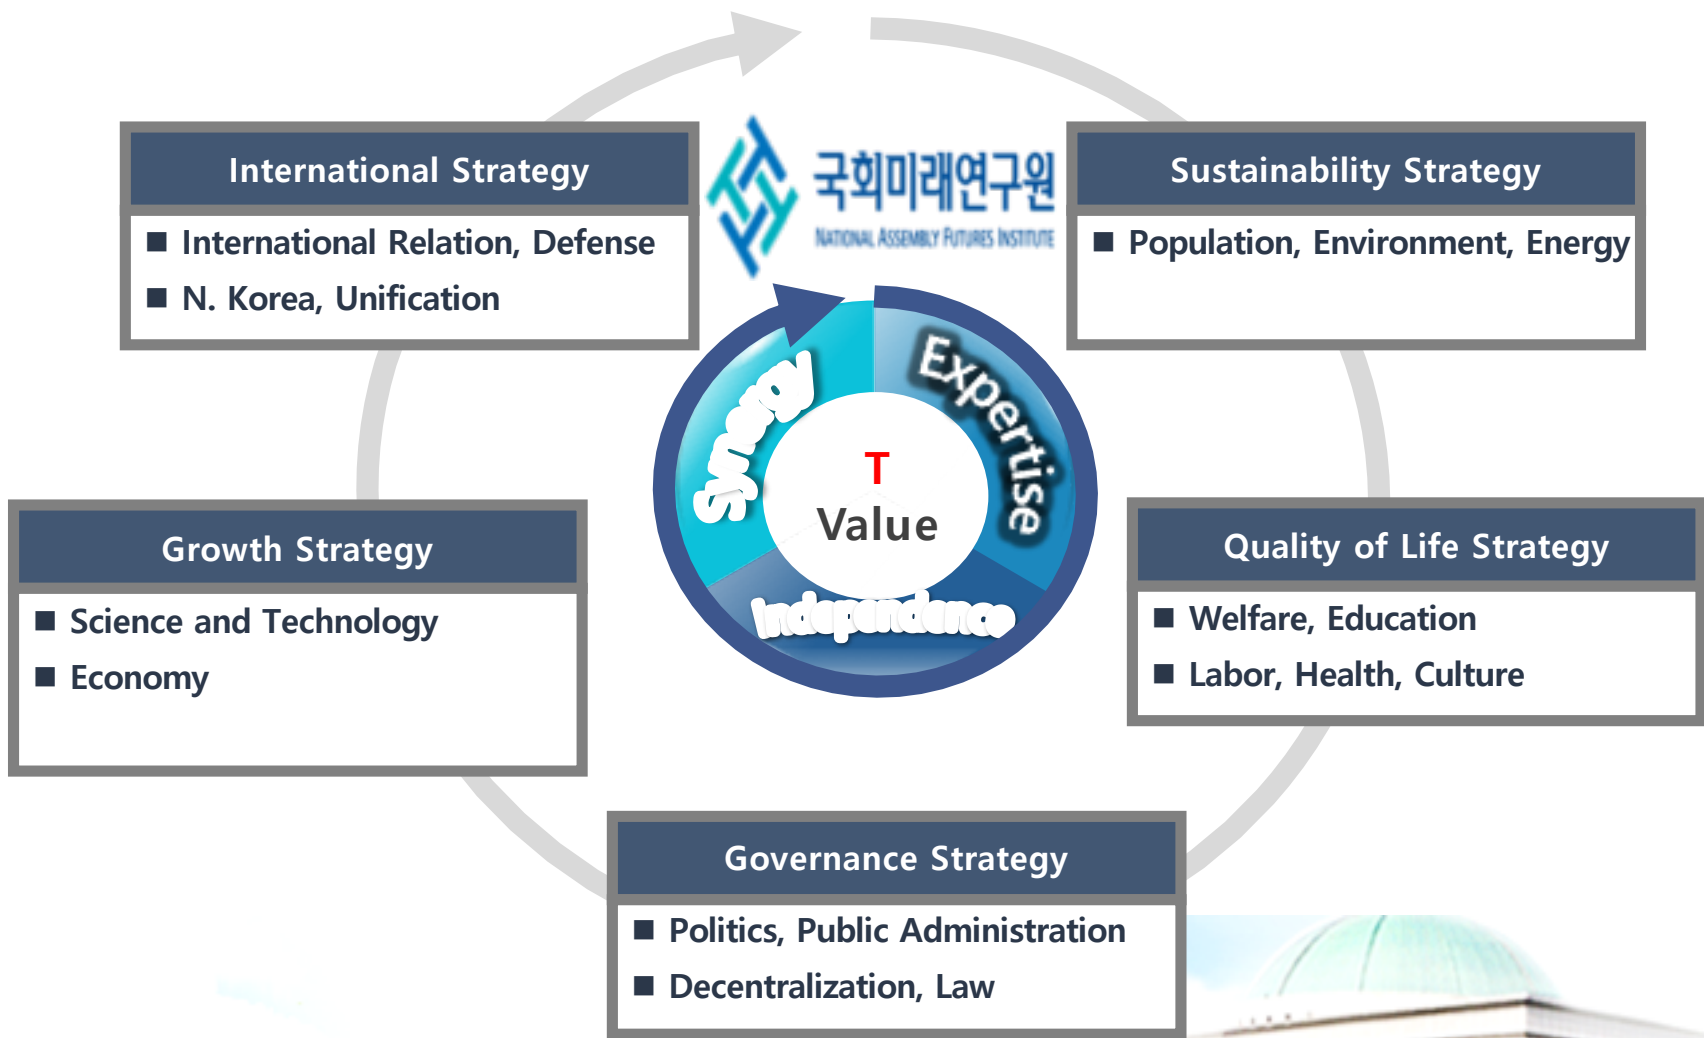 국회미래연구원
NATIONAL ASSEMBLY FUTURES INSTITUTE
International Strategy
■ International Relation, Defense
■ N. Korea, Unification
Sustainability Strategy
■ Population, Environment, Energy
Synergy
Expertise
Independence
T
Value
Growth Strategy
■ Science and Technology
■ Economy
Quality of Life Strategy
■ Welfare, Education
■ Labor, Health, Culture
Governance Strategy
■ Politics, Public Administration
■ Decentralization, Law